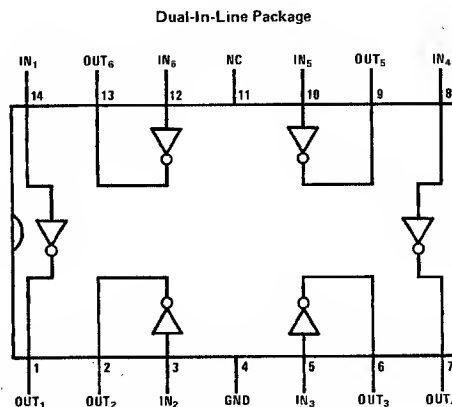 Dual-In-Line Package
IN1 OUT6 IN6 NC IN5 OUT5 IN4
14 13 12 11 10 9 8
1 2 3 4 5 6 7
OUT1 OUT2 IN2 GND IN3 OUT3